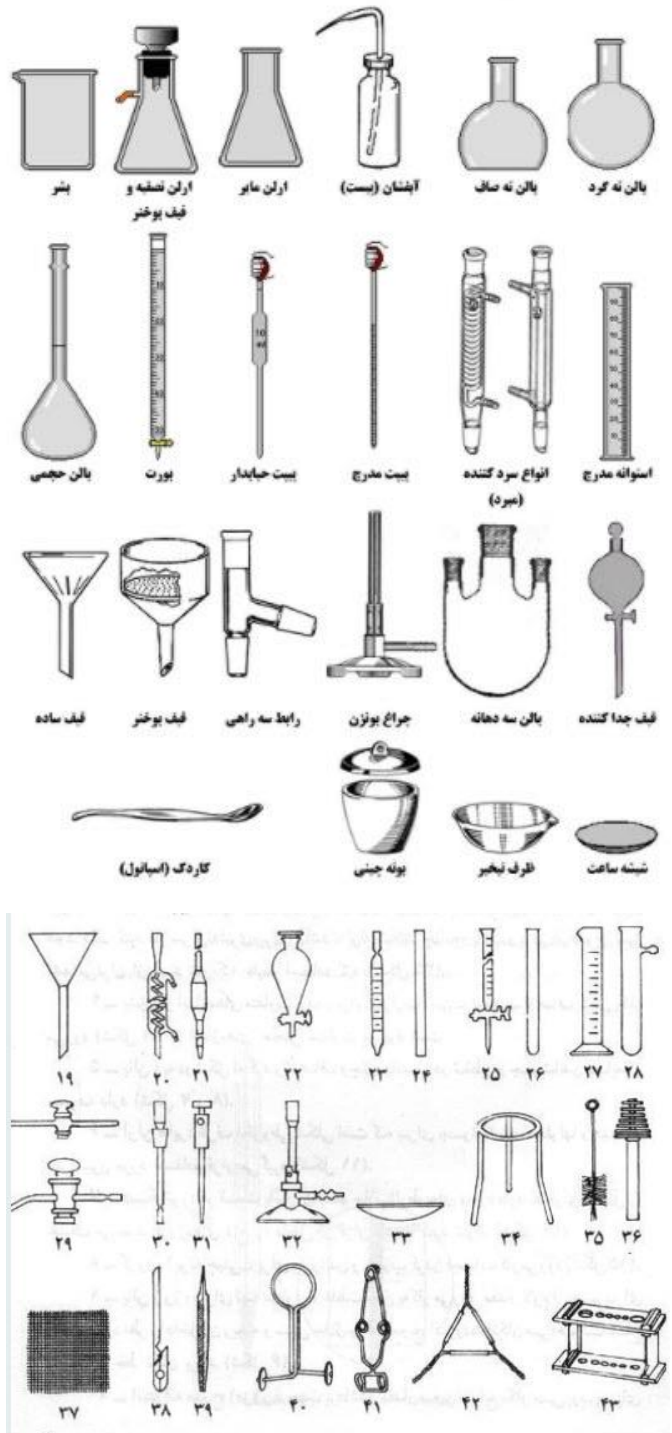 بالن ته گرد
بالن ته صاف
آبفشان (پیست)
ارلن مایر
ارلن تصفیه و
قیف بوخنر
بشر
استوانه مدرج
انواع سرد کننده
(مبرد)
پیپت مدرج
پیپت حبابدار
10
بورت
بالن حجمی
قیف جدا کننده
بالن سه دهانه
چراغ بونزن
رابط سه راهی
قیف بوخنر
قیف ساده
شیشه ساعت
ظرف تبخیر
بوته چینی
کاردک (اسپاتول)
۱۹ ۲۰ ۲۱ ۲۲ ۲۳ ۲۴ ۲۵ ۲۶ ۲۷ ۲۸
۲۹ ۳۰ ۳۱ ۳۲ ۳۳ ۳۴ ۳۵ ۳۶
۳۷ ۳۸ ۳۹ ۴۰ ۴۱ ۴۲ ۴۳